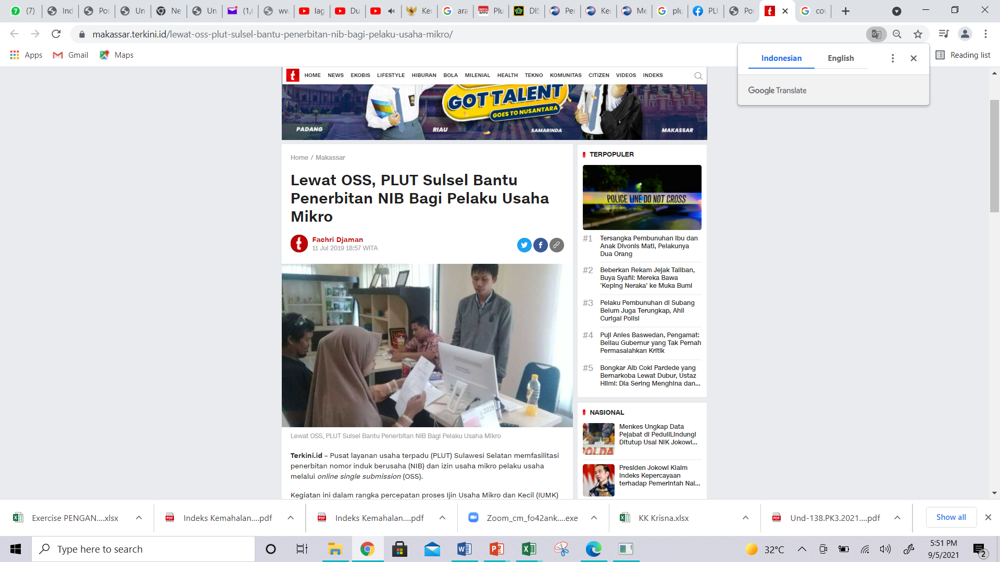 (7)
Ind
Pos
Un
Ne
Un
(1,6
ww
lag
Du
Ker
ara
Plu
DIS
Per
Ker
Me
plu
PLU
Pov
cov
makassar.terkini.id/lewat-oss-plut-sulsel-bantu-penerbitan-nib-bagi-pelaku-usaha-mikro/
Apps
Gmail
Maps
Reading list
Indonesian
English
Google Translate
HOME NEWS EKOBIS LIFESTYLE HIBURAN BOLA MILENIAL HEALTH TEKNO KOMUNITAS CITIZEN VIDEOS INDEKS
GOT TALENT
GOES TO NUSANTARA
PADANG
RIAU
SAMARINDA
MAKASSAR
Home / Makassar
Lewat OSS, PLUT Sulsel Bantu
Penerbitan NIB Bagi Pelaku Usaha
Mikro
Fachri Djaman
11 Jul 2019 18:57 WITA
2019
Lewat OSS, PLUT Sulsel Bantu Penerbitan NIB Bagi Pelaku Usaha Mikro
Terkini.id – Pusat layanan usaha terpadu (PLUT) Sulawesi Selatan memfasilitasi
penerbitan nomor induk berusaha (NIB) dan izin usaha mikro pelaku usaha
melalui online single submission (OSS).
Kegiatan ini dalam rangka percepatan proses Ijin Usaha Mikro dan Kecil (IUMK)
TERPOPULER
POLICE LINE DO NOT CROSS
#1
Tersangka Pembunuhan Ibu dan
Anak Divonis Mati, Pelakunya
Dua Orang
#2
Beberkan Rekam Jejak Taliban,
Buya Syafii: Mereka Bawa
'Keping Neraka' ke Muka Bumi
#3
Pelaku Pembunuhan di Subang
Belum Juga Terungkap, Ahli
Curigai Polisi
#4
Puji Anies Baswedan, Pengamat:
Beliau Gubernur yang Tak Pernah
Permasalahkan Kritik
#5
Bongkar Aib Coki Pardede yang
Bernarkoba Lewat Dubur, Ustaz
Hilmi: Dia Sering Menghina dan...
NASIONAL
POLDA
Menkes Ungkap Data
Pejabat di PeduliLindungi
Ditutup Usai NIK Jokowi...
Presiden Jokowi Klaim
Indeks Kepercayaan
terhadap Pemerintah Nai...
Exercise PENGAN....xlsx
Indeks Kemahalan....pdf
Indeks Kemahalan....pdf
Zoom_cm_fo42ank....exe
KK Krisna.xlsx
Und-138.PK3.2021....pdf
Show all
Type here to search
32°C
5:51 PM
9/5/2021
2